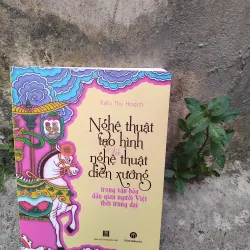 Kiều Thu Hoạch
Nghệ thuật
tạo hình
và
nghệ thuật
diễn xướng
trong văn hóa
dân gian người Việt
thời trung đại